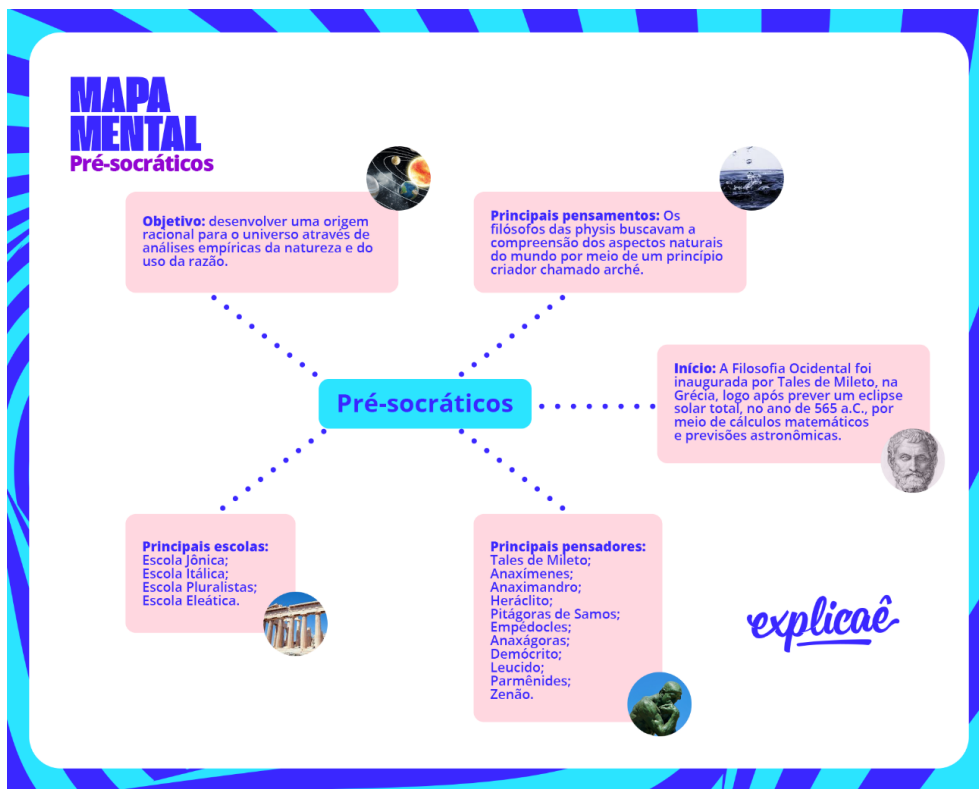 MAPA
MENTAL
Pré-socráticos
Objetivo: desenvolver uma origem
racional para o universo através de
análises empíricas da natureza e do
uso da razão.
Principais pensamentos: Os
filósofos das physis buscavam a
compreensão dos aspectos naturais
do mundo por meio de um princípio
criador chamado arché.
Pré-socráticos
Início: A Filosofia Ocidental foi
inaugurada por Tales de Mileto, na
Grécia, logo após prever um eclipse
solar total, no ano de 565 a.C., por
meio de cálculos matemáticos
e previsões astronômicas.
Principais escolas:
Escola Jônica;
Escola Itálica;
Escola Pluralistas;
Escola Eleática.
Principais pensadores:
Tales de Mileto;
Anaxímenes;
Anaximandro;
Heráclito;
Pitágoras de Samos;
Empédocles;
Anaxágoras;
Demócrito;
Leucido;
Parmênides;
Zenão.
explicaê